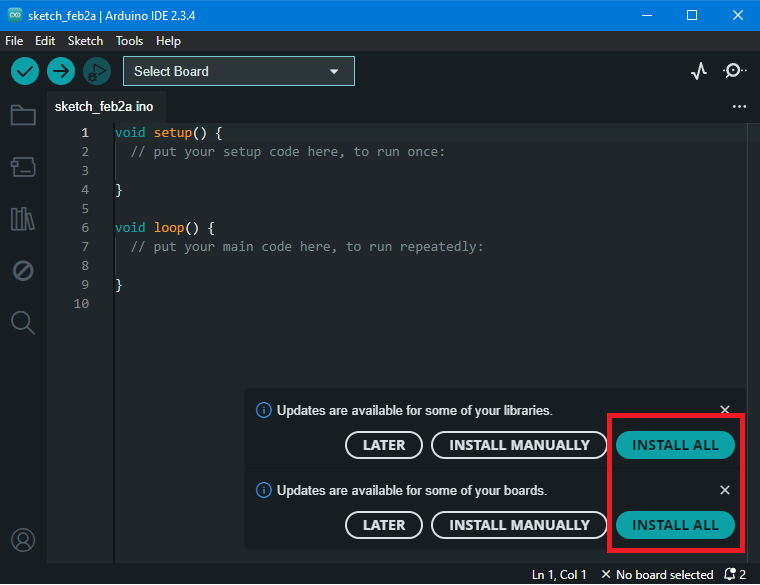 sketch_feb2a | Arduino IDE 2.3.4
File Edit Sketch Tools Help
Select Board
sketch_feb2a.ino
1 void setup() {
2 // put your setup code here, to run once:
3
4 }
5
6 void loop() {
7 // put your main code here, to run repeatedly:
8
9 }
10
Updates are available for some of your libraries.
LATER INSTALL MANUALLY INSTALL ALL
Updates are available for some of your boards.
LATER INSTALL MANUALLY INSTALL ALL
Ln 1, Col 1 No board selected 2